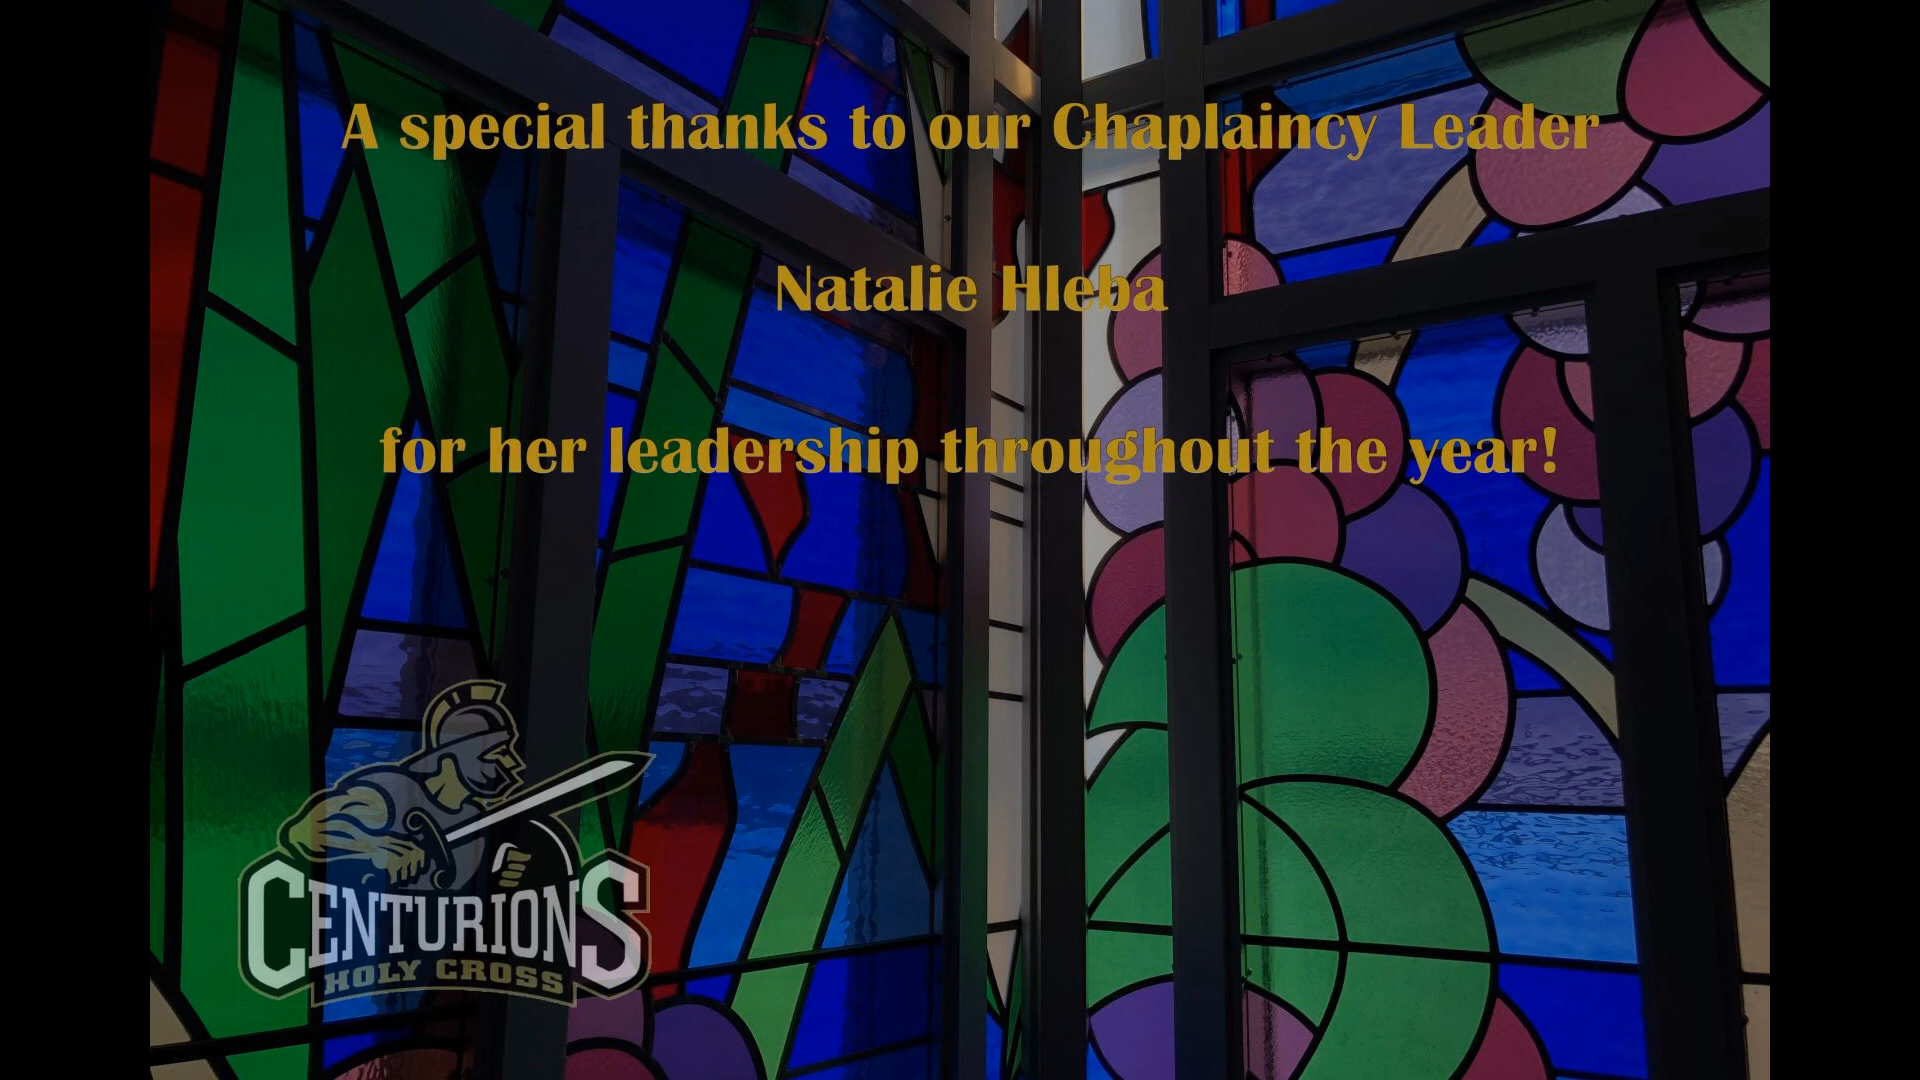 A special thanks to our Chaplaincy Leader
Natalie Hleba
for her leadership throughout the year!
CENTURIONS
HOLY CROSS